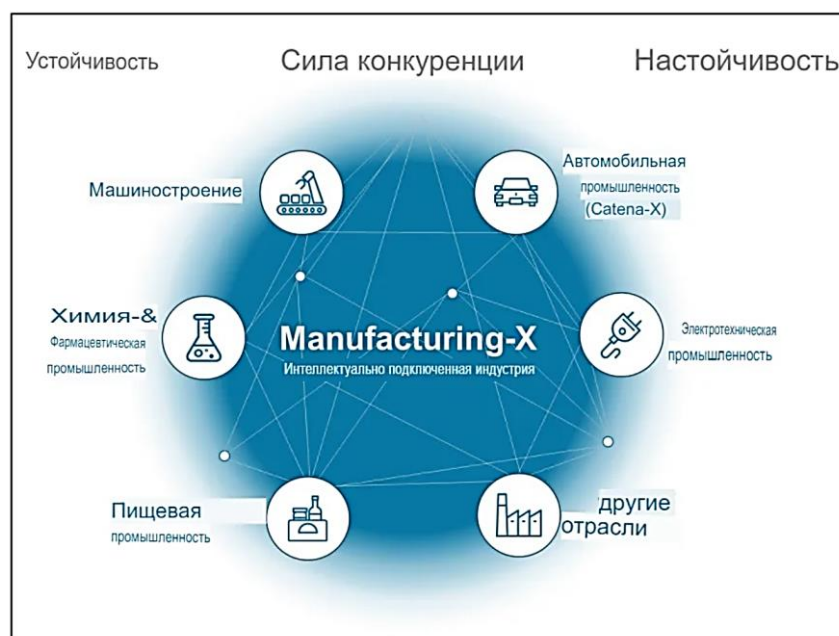 Устойчивость
Сила конкуренции
Настойчивость
Машиностроение
Автомобильная
промышленность
(Catena-X)
Химия-&
Фармацевтическая
промышленность
Manufacturing-X
Интеллектуально подключенная индустрия
Электротехническая
промышленность
Пищевая
промышленность
другие
отрасли